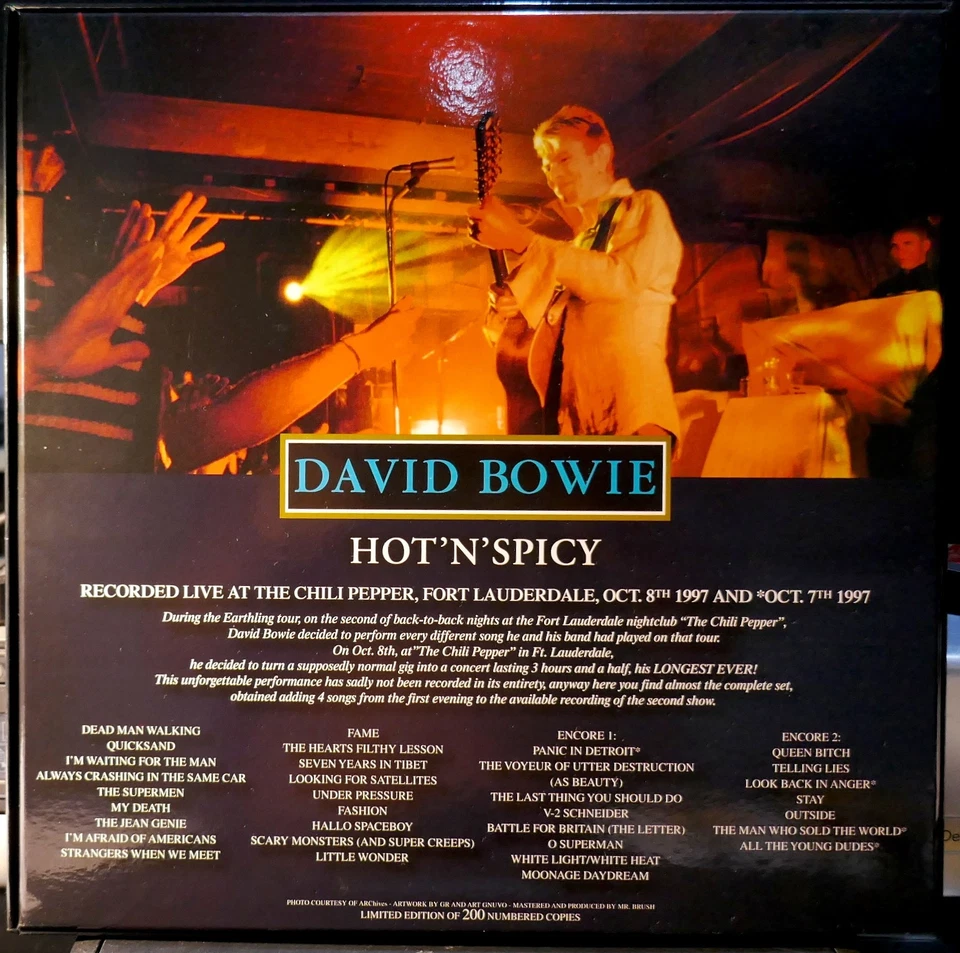 DAVID BOWIE
HOT'N'SPICY
RECORDED LIVE AT THE CHILI PEPPER, FORT LAUDERDALE, OCT. 8TH 1997 AND *OCT. 7TH 1997
During the Earthling tour, on the second of back-to-back nights at the Fort Lauderdale nightclub "The Chili Pepper",
David Bowie decided to perform every different song he and his band had played on that tour.
On Oct. 8th, at"The Chili Pepper" in Ft. Lauderdale,
he decided to turn a supposedly normal gig into a concert lasting 3 hours and a half, his LONGEST EVER!
This unforgettable performance has sadly not been recorded in its entirety, anyway here you find almost the complete set,
obtained adding 4 songs from the first evening to the available recording of the second show.
DEAD MAN WALKING
QUICKSAND
I'M WAITING FOR THE MAN
ALWAYS CRASHING IN THE SAME CAR
THE SUPERMEN
MY DEATH
THE JEAN GENIE
I'M AFRAID OF AMERICANS
STRANGERS WHEN WE MEET
FAME
THE HEARTS FILTHY LESSON
SEVEN YEARS IN TIBET
LOOKING FOR SATELLITES
UNDER PRESSURE
FASHION
HALLO SPACEBOY
SCARY MONSTERS (AND SUPER CREEPS)
LITTLE WONDER
ENCORE 1:
PANIC IN DETROIT*
THE VOYEUR OF UTTER DESTRUCTION
(AS BEAUTY)
THE LAST THING YOU SHOULD DO
V-2 SCHNEIDER
BATTLE FOR BRITAIN (THE LETTER)
O SUPERMAN
WHITE LIGHT/WHITE HEAT
MOONAGE DAYDREAM
ENCORE 2:
QUEEN BITCH
TELLING LIES
LOOK BACK IN ANGER*
STAY
OUTSIDE
THE MAN WHO SOLD THE WORLD*
ALL THE YOUNG DUDES*
PHOTO COURTESY OF ARChives - ARTWORK BY GR AND ART GNUVO - MASTERED AND PRODUCED BY MR. BRUSH
LIMITED EDITION OF 200 NUMBERED COPIES